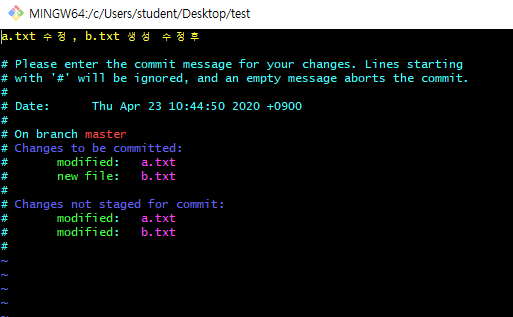 MINGW64:/c/Users/student/Desktop/test
a.txt 수정, b.txt 생성 수정후
# Please enter the commit message for your changes. Lines starting
# with '#' will be ignored, and an empty message aborts the commit.
#
# Date:      Thu Apr 23 10:44:50 2020 +0900
#
# On branch master
# Changes to be committed:
#       modified:   a.txt
#       new file:   b.txt
#
# Changes not staged for commit:
#       modified:   a.txt
#       modified:   b.txt
#
~
~
~
~